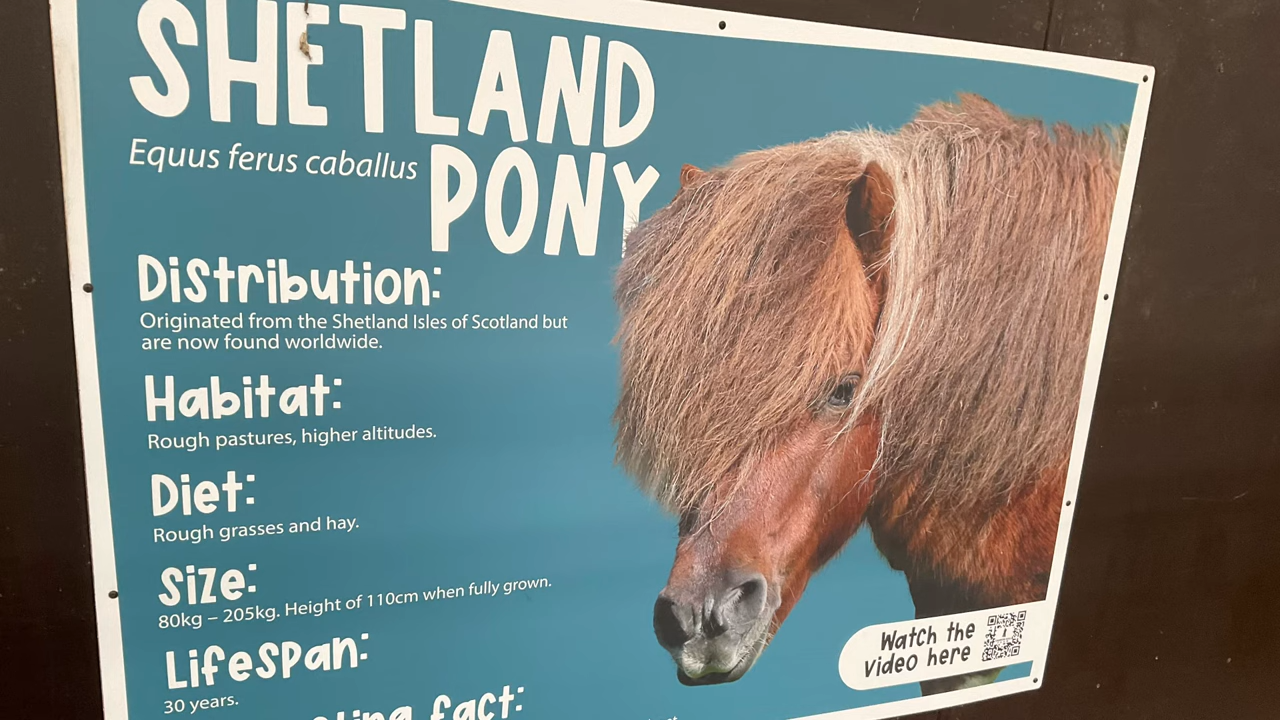 SHETLAND
Equus ferus caballus
PONY
Distribution:
Originated from the Shetland Isles of Scotland but
are now found worldwide.
Habitat:
Rough pastures, higher altitudes.
Diet:
Rough grasses and hay.
Size:
80kg – 205kg. Height of 110cm when fully grown.
Lifespan:
30 years.
fact:
Watch the
video here